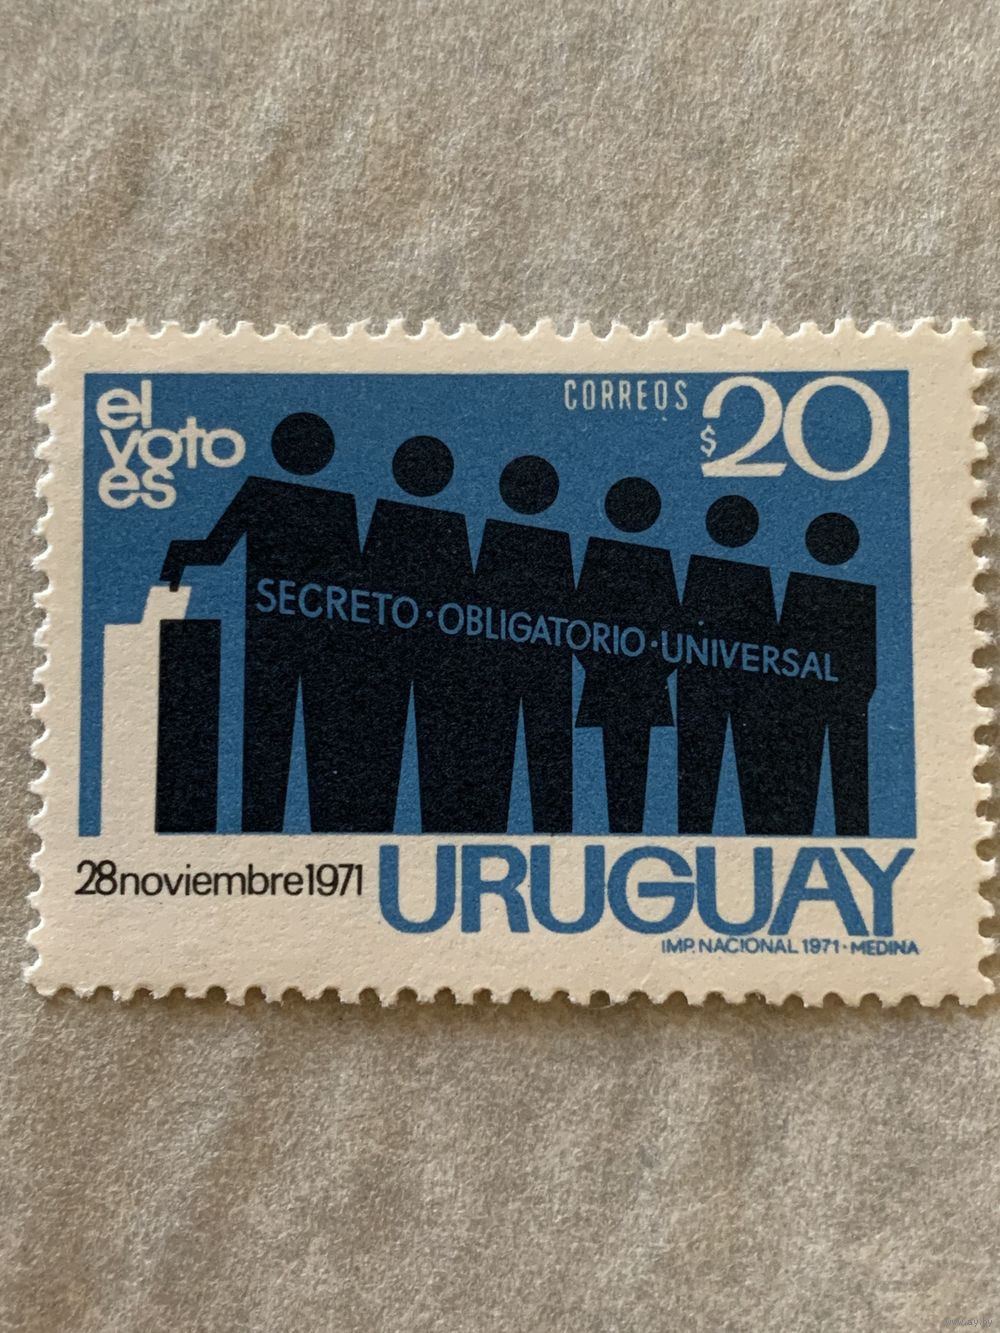 el
voto
es
CORREOS
$20
SECRETO·OBLIGATORIO·UNIVERSAL
28noviembre1971
URUGUAY
IMP. NACIONAL 1971·MEDINA